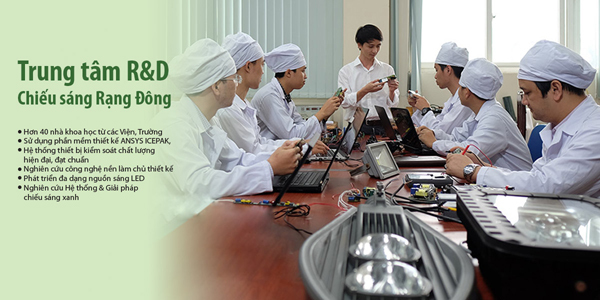 Trung tâm R&D
Chiếu sáng Rạng Đông
Hơn 40 nhà khoa học từ các Viện, Trường
Sử dụng phần mềm thiết kế ANSYS ICEPAK,
Hệ thống thiết bị kiểm soát chất lượng
hiện đại, đạt chuẩn
Nghiên cứu công nghệ nền làm chủ thiết kế
Phát triển đa dạng nguồn sáng LED
Nghiên cứu Hệ thống & Giải pháp
chiếu sáng xanh